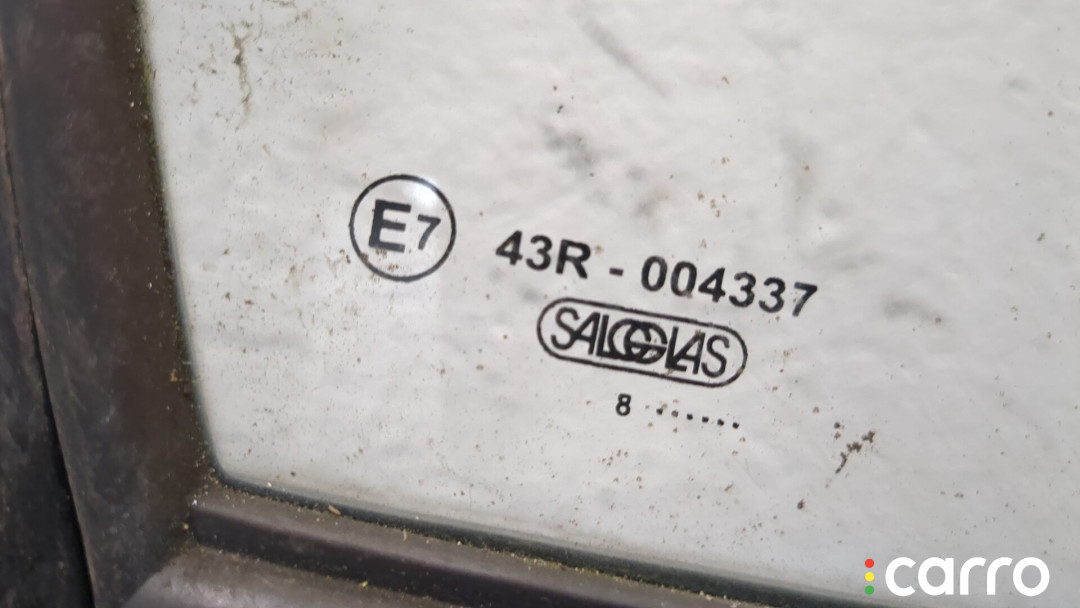 E7
43R - 004337
SALGGLAS
8 .......
carro